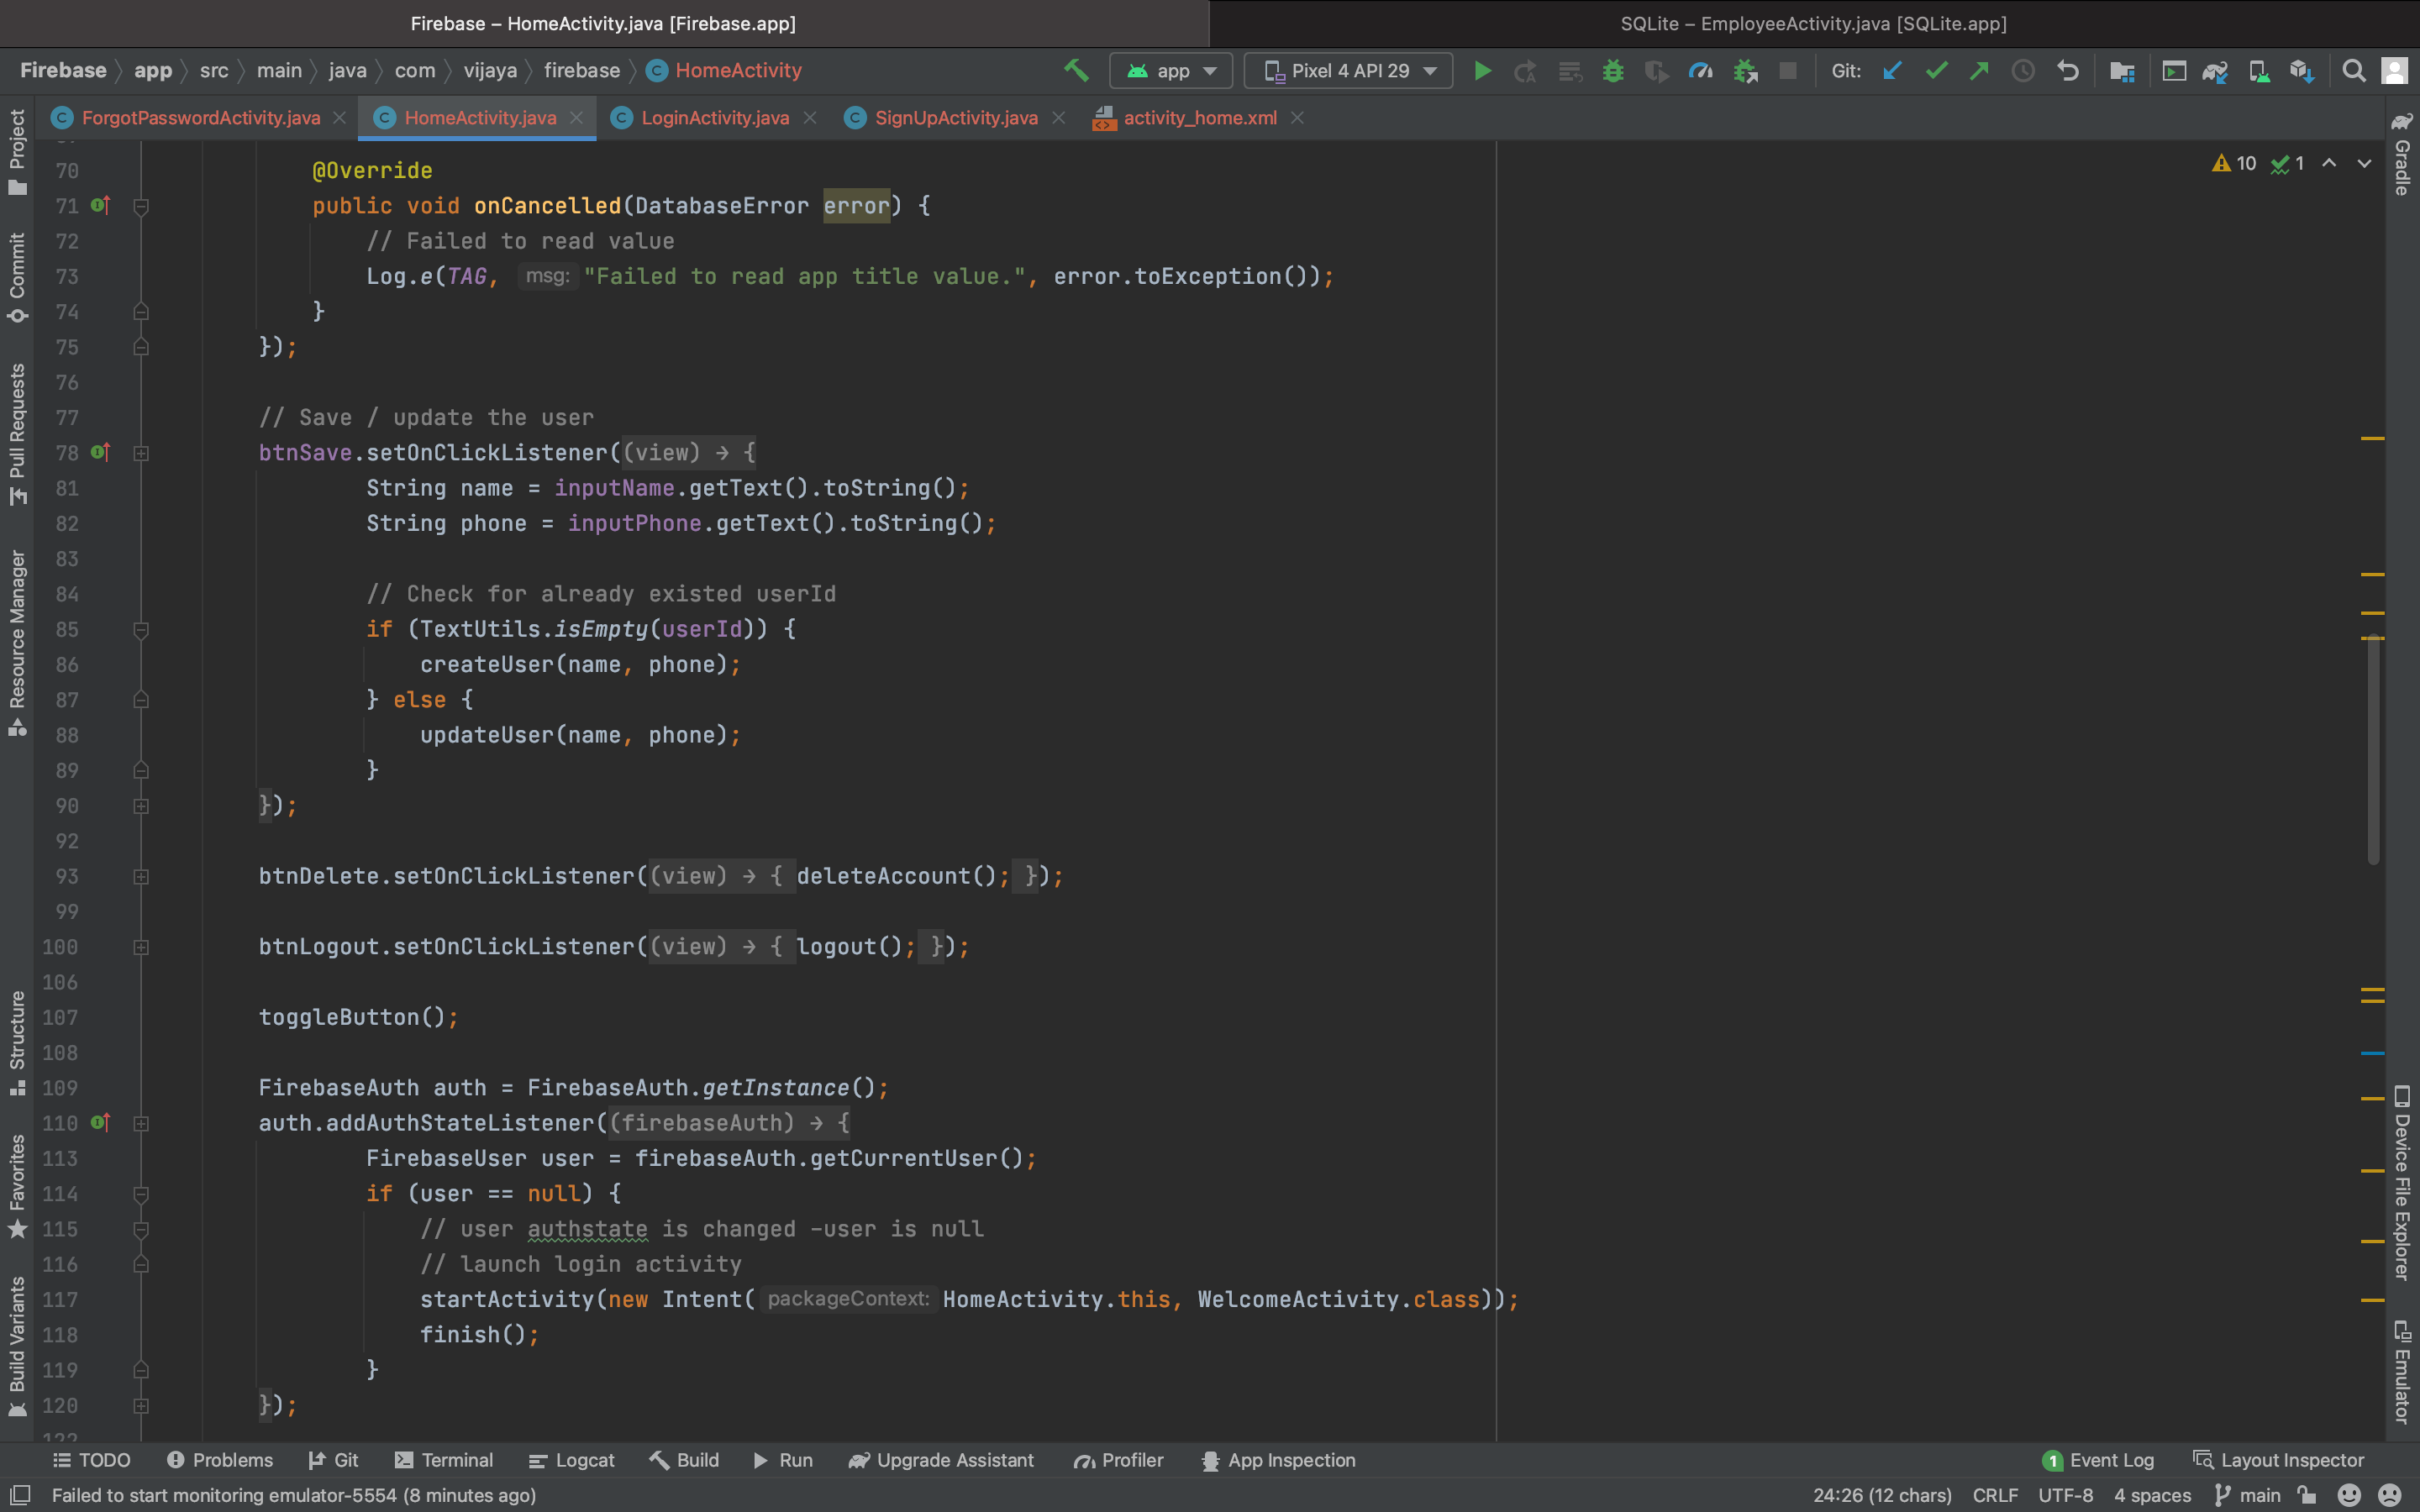 Firebase – HomeActivity.java [Firebase.app]
SQLite – EmployeeActivity.java [SQLite.app]
Firebase app src main java com vijaya firebase C HomeActivity
app
Pixel 4 API 29
Git:
C ForgotPasswordActivity.java
C HomeActivity.java
C LoginActivity.java
C SignUpActivity.java
activity_home.xml
10 1
70 @Override
71 public void onCancelled(DatabaseError error) {
72 // Failed to read value
73 Log.e(TAG, msg: "Failed to read app title value.", error.toException());
74 }
75 });
76
77 // Save / update the user
78 btnSave.setOnClickListener((view) → {
81 String name = inputName.getText().toString();
82 String phone = inputPhone.getText().toString();
83
84 // Check for already existed userId
85 if (TextUtils.isEmpty(userId)) {
86 createUser(name, phone);
87 } else {
88 updateUser(name, phone);
89 }
90 });
92
93 btnDelete.setOnClickListener((view) → { deleteAccount(); });
99
100 btnLogout.setOnClickListener((view) → { logout(); });
106
107 toggleButton();
108
109 FirebaseAuth auth = FirebaseAuth.getInstance();
110 auth.addAuthStateListener((firebaseAuth) → {
113 FirebaseUser user = firebaseAuth.getCurrentUser();
114 if (user == null) {
115 // user authstate is changed -user is null
116 // launch login activity
117 startActivity(new Intent( packageContext: HomeActivity.this, WelcomeActivity.class));
118 finish();
119 }
120 });
122
Project
Commit
Pull Requests
Resource Manager
Structure
Favorites
Build Variants
Gradle
Device File Explorer
Emulator
TODO
Problems
Git
Terminal
Logcat
Build
Run
Upgrade Assistant
Profiler
App Inspection
1 Event Log
Layout Inspector
Failed to start monitoring emulator-5554 (8 minutes ago)
24:26 (12 chars) CRLF UTF-8 4 spaces main